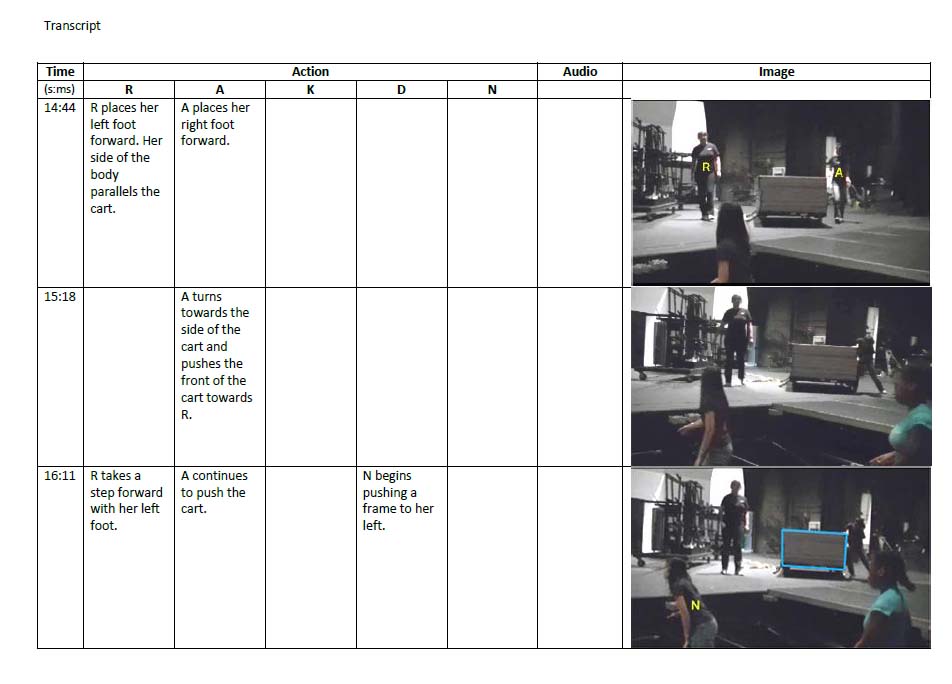 Transcript
Time Action Audio Image
(s:ms) R A K D N
14:44
R places her
left foot
forward. Her
side of the
body
parallels the
cart.
A places her
right foot
forward.
R
A
15:18
A turns
towards the
side of the
cart and
pushes the
front of the
cart towards
R.
16:11
R takes a
step forward
with her left
foot.
A continues
to push the
cart.
N begins
pushing a
frame to her
left.
N